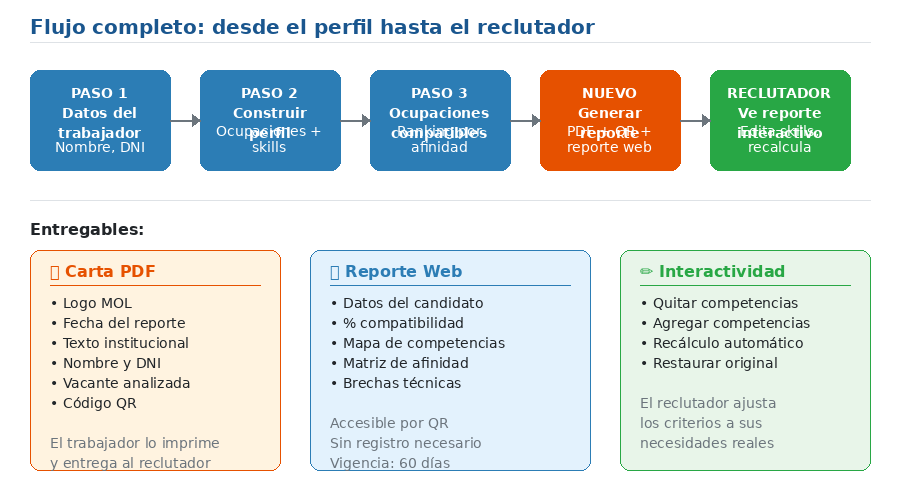 Flujo completo: desde el perfil hasta el reclutador
PASO 1
Datos del
trabajador
Nombre, DNI
PASO 2
Construir
perfil
Ocupaciones +
skills
PASO 3
Ocupaciones
compatibles
Ranking por
afinidad
NUEVO
Generar
reporte
PDF + QR +
reporte web
RECLUTADOR
Ve reporte
interactivo
Edita skills,
recalcula
Entregables:
Carta PDF
• Logo MOL
• Fecha del reporte
• Texto institucional
• Nombre y DNI
• Vacante analizada
• Código QR
El trabajador lo imprime
y entrega al reclutador
Reporte Web
• Datos del candidato
• % compatibilidad
• Mapa de competencias
• Matriz de afinidad
• Brechas técnicas
Accesible por QR
Sin registro necesario
Vigencia: 60 días
✏ Interactividad
• Quitar competencias
• Agregar competencias
• Recálculo automático
• Restaurar original
El reclutador ajusta
los criterios a sus
necesidades reales